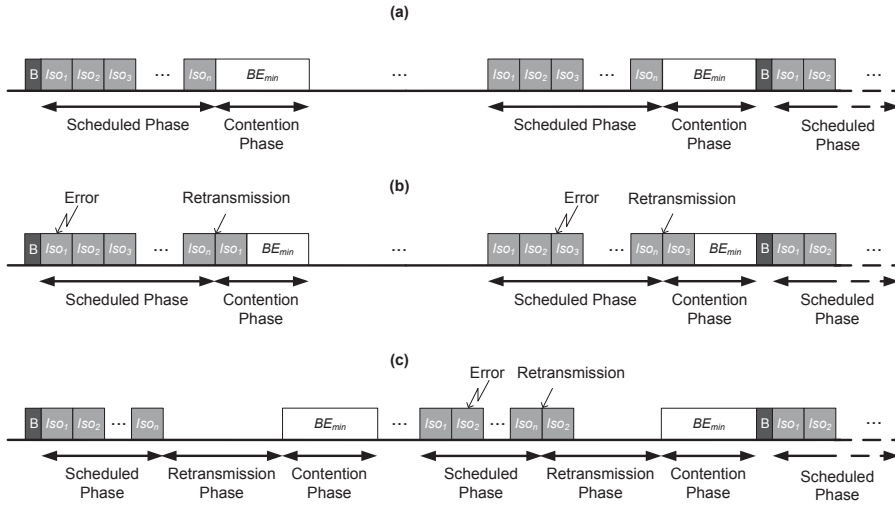 (a)
B Iso1 Iso2 Iso3 ... Ison BEmin ... Iso1 Iso2 Iso3 ... Ison BEmin B Iso1 Iso2 ...
Scheduled Phase Contention Phase Scheduled Phase Contention Phase Scheduled Phase
(b)
Error Retransmission Error Retransmission
B Iso1 Iso2 Iso3 ... Ison Iso1 BEmin ... Iso1 Iso2 Iso3 ... Ison Iso3 BEmin B Iso1 Iso2 ...
Scheduled Phase Contention Phase Scheduled Phase Contention Phase Scheduled Phase
(c)
Error Retransmission
B Iso1 Iso2 ... Ison BEmin ... Iso1 Iso2 ... Ison Iso2 BEmin B Iso1 Iso2 ...
Scheduled Phase Retransmission Phase Contention Phase Scheduled Phase Retransmission Phase Contention Phase Scheduled Phase